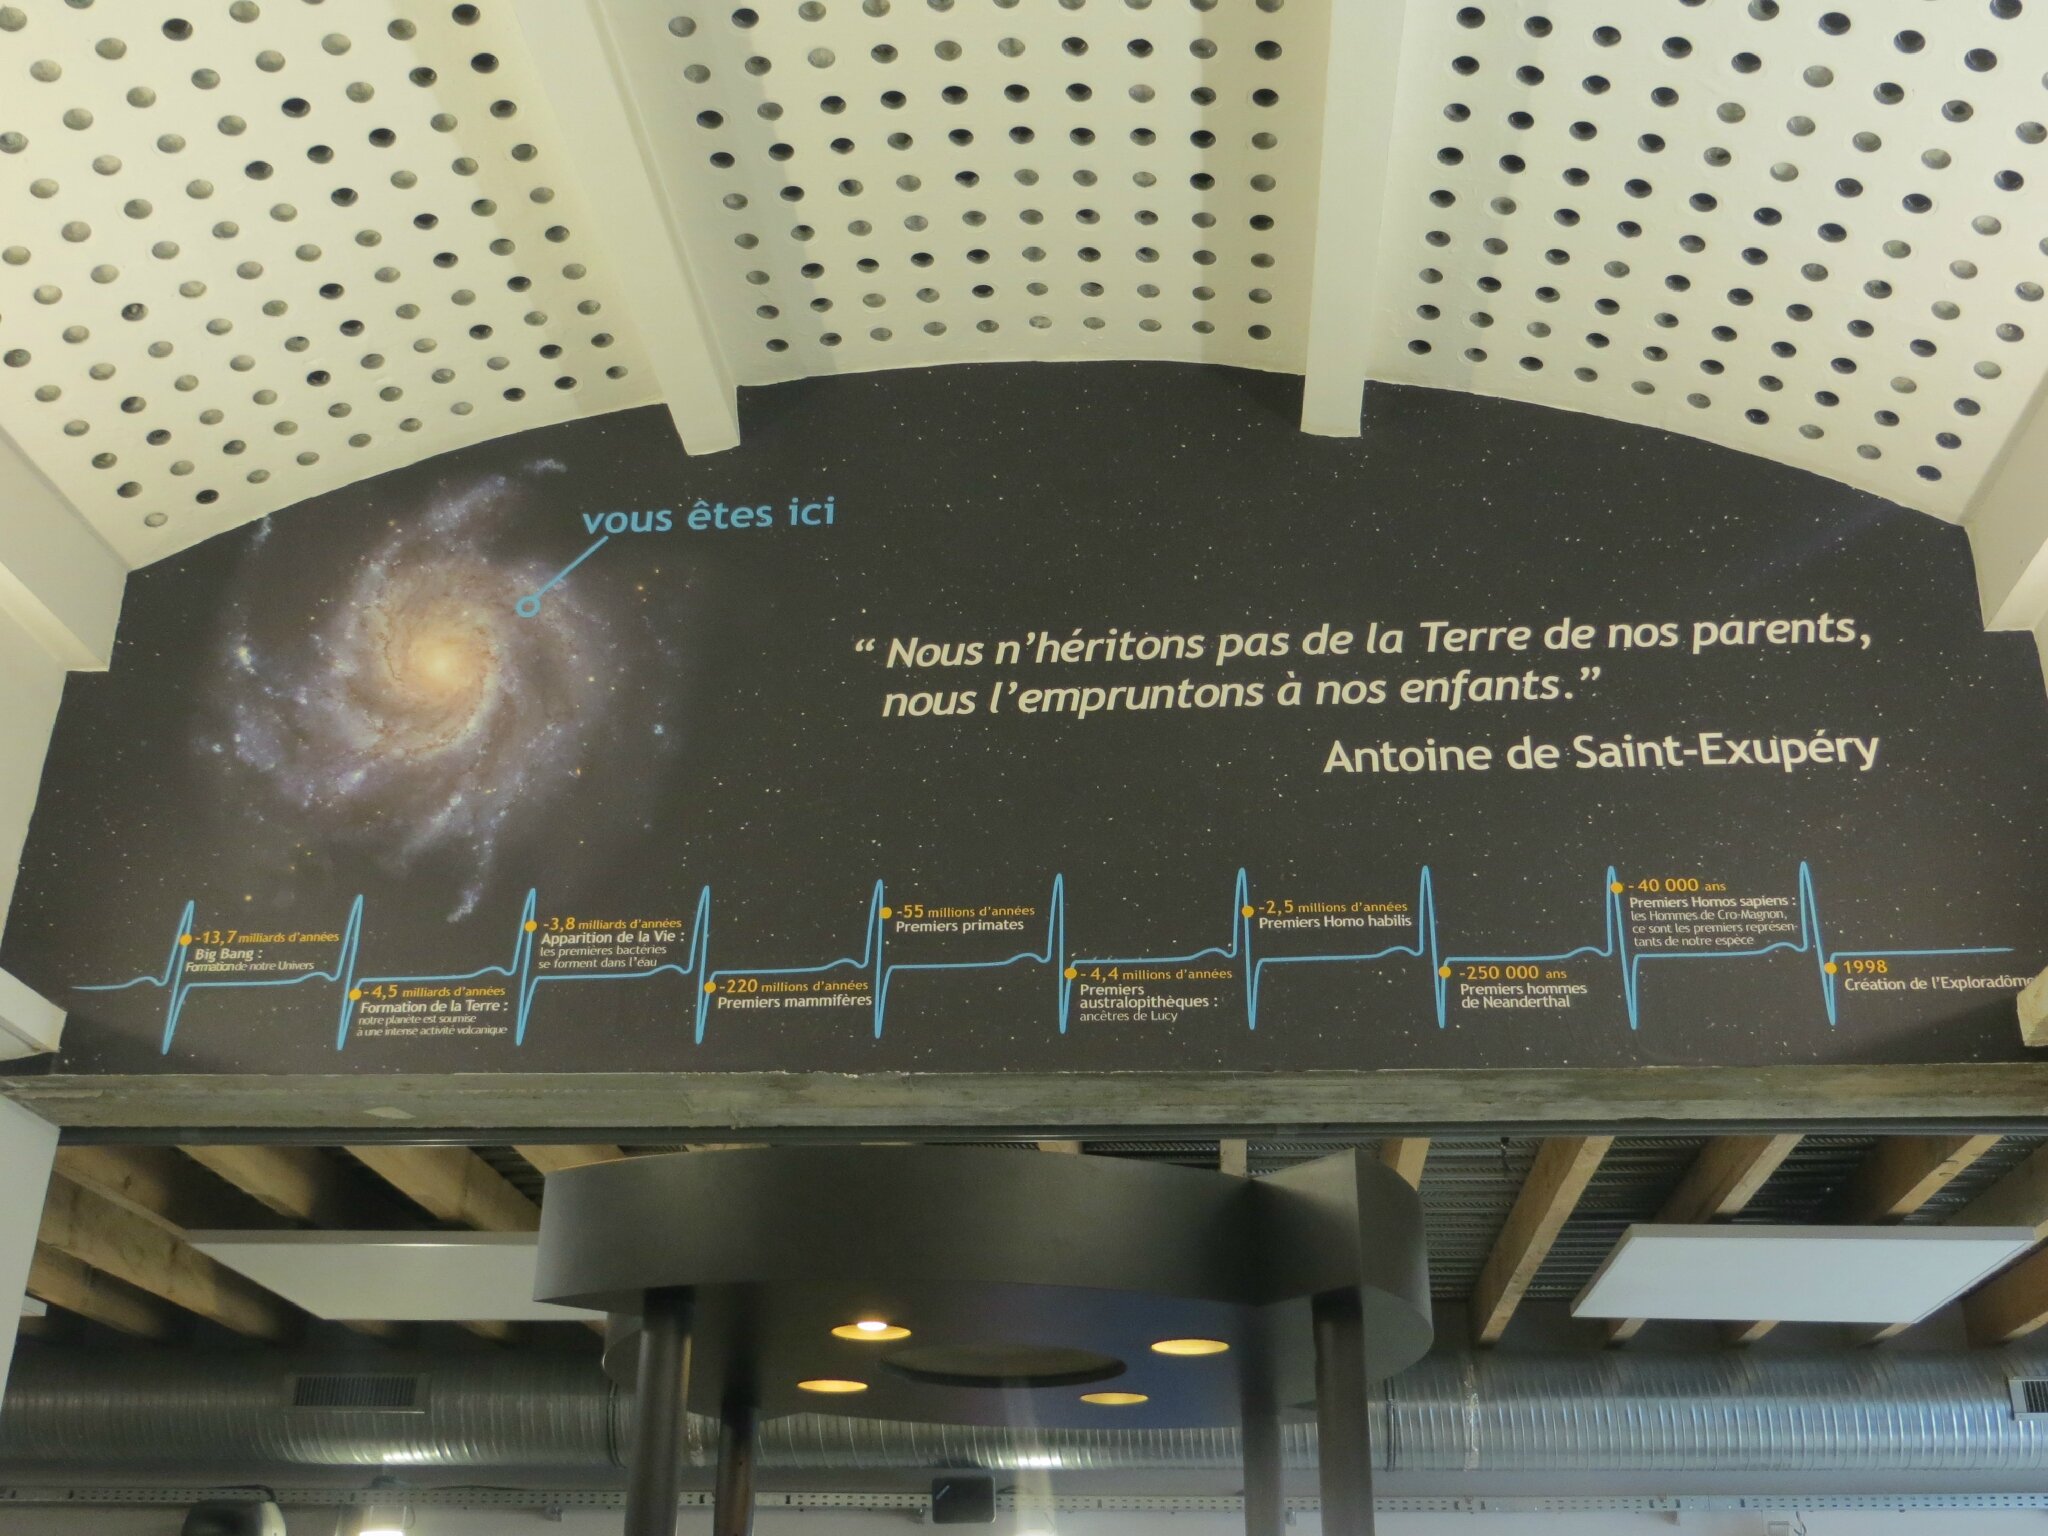 vous êtes ici
“ Nous n’héritons pas de la Terre de nos parents,
nous l’empruntons à nos enfants.”
Antoine de Saint-Exupéry
-13,7 milliards d’années
Big Bang :
Formation de notre Univers
-4,5 milliards d’années
Formation de la Terre :
notre planète est soumise
à une intense activité volcanique
-3,8 milliards d’années
Apparition de la Vie :
les premières bactéries
se forment dans l’éau
-220 millions d’années
Premiers mammifères
-55 millions d’années
Premiers primates
-4,4 millions d’années
Premiers
australopithèques :
ancêtres de Lucy
-2,5 millions d’années
Premiers Homo habilis
-250 000 ans
Premiers hommes
de Neanderthal
-40 000 ans
Premiers Homos sapiens :
les Hommes de Cro-Magnon,
ce sont les premiers représen-
tants de notre espèce
1998
Création de l’Exploradôme